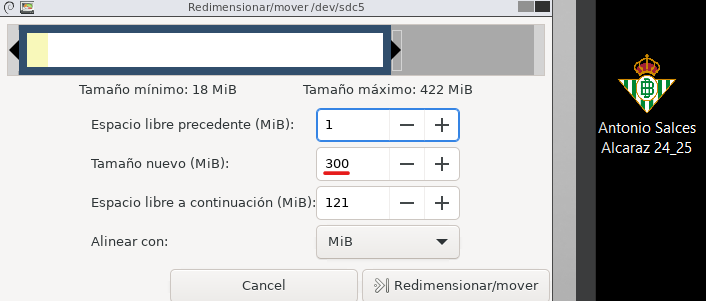 Redimensionar/mover /dev/sdc5
Tamaño mínimo: 18 MiB
Tamaño máximo: 422 MiB
Espacio libre precedente (MiB):
1
Tamaño nuevo (MiB):
300
Espacio libre a continuación (MiB):
121
Alinear con:
MiB
Cancel
Redimensionar/mover
Antonio Salces
Alcaraz 24_25